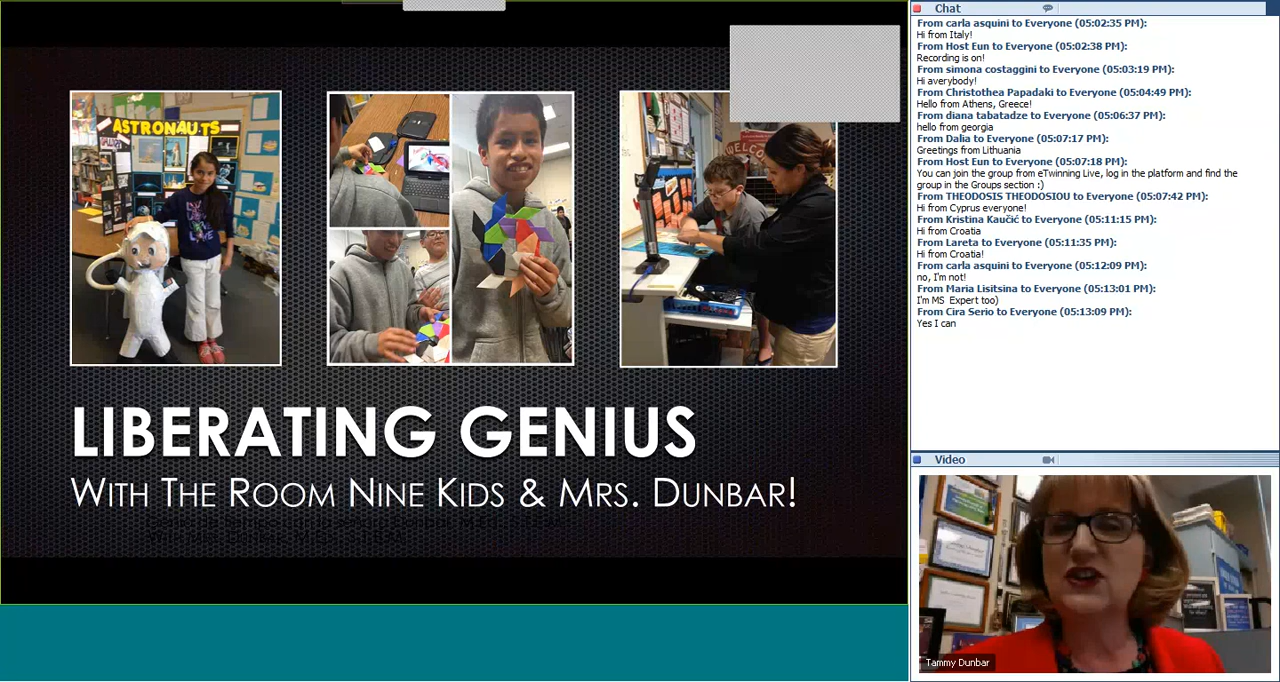 ASTRONAUTS
WELCOME
LIBERATING GENIUS
WITH THE ROOM NINE KIDS & MRS. DUNBAR!
Chat
From carla asquini to Everyone (05:02:35 PM):
Hi from Italy!
From Host Eun to Everyone (05:02:38 PM):
Recording is on!
From simona costaggini to Everyone (05:03:19 PM):
Hi averybody!
From Christothea Papadaki to Everyone (05:04:49 PM):
Hello from Athens, Greece!
From diana tabatadze to Everyone (05:06:37 PM):
hello from georgia
From Dalia to Everyone (05:07:17 PM):
Greetings from Lithuania
From Host Eun to Everyone (05:07:18 PM):
You can join the group from eTwinning Live, log in the platform and find the
group in the Groups section :)
From THEODOSIS THEODOSIOU to Everyone (05:07:42 PM):
Hi from Cyprus everyone!
From Kristina Kaučić to Everyone (05:11:15 PM):
Hi from Croatia
From Lareta to Everyone (05:11:35 PM):
Hi from Croatia!
From carla asquini to Everyone (05:12:09 PM):
no, I'm not!
From Maria Lisitsina to Everyone (05:13:01 PM):
I'm MS Expert too)
From Cira Serio to Everyone (05:13:09 PM):
Yes I can
Video
Tammy Dunbar